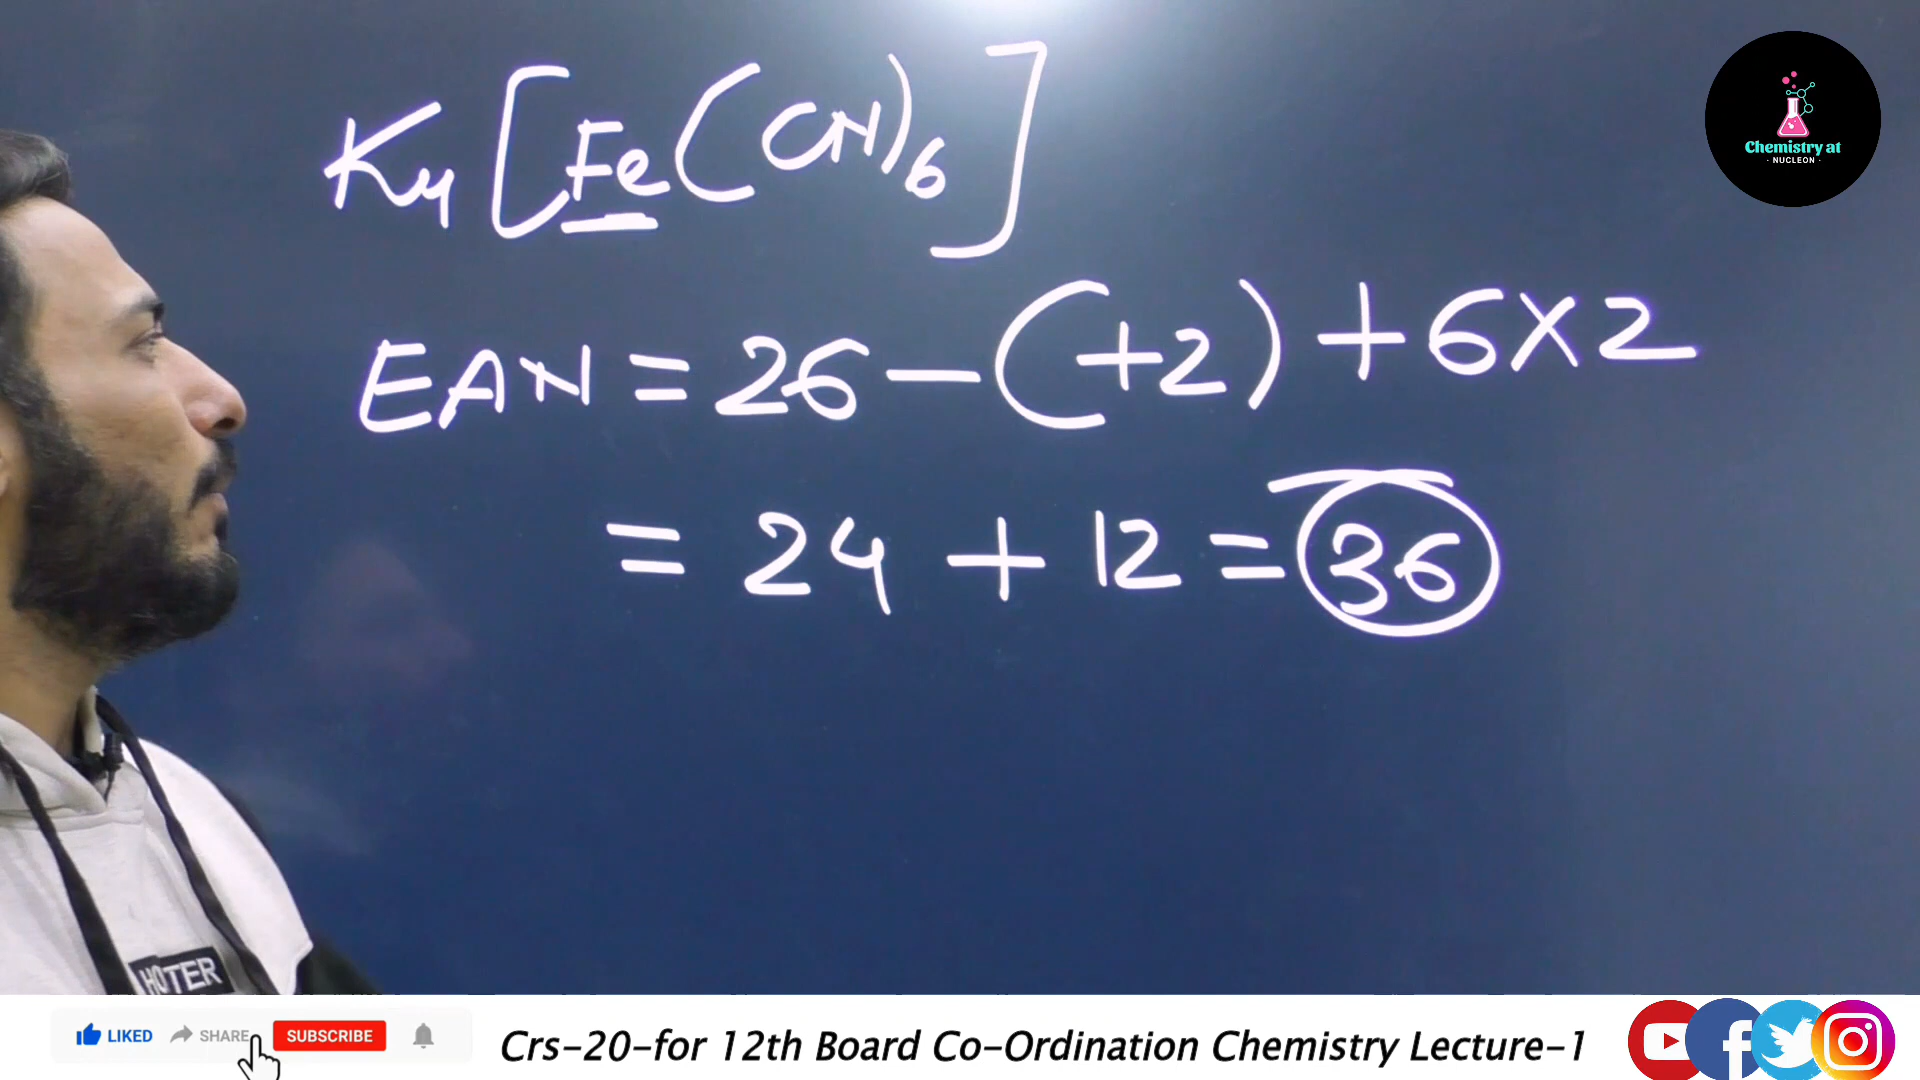 K4 [Fe(CN)6]
Chemistry at
· NUCLEON ·
EAN = 26 - (+2) + 6×2
= 24 + 12 = 36
HOTER
LIKED SHARE SUBSCRIBE
Crs-20-for 12th Board Co-Ordination Chemistry Lecture-1